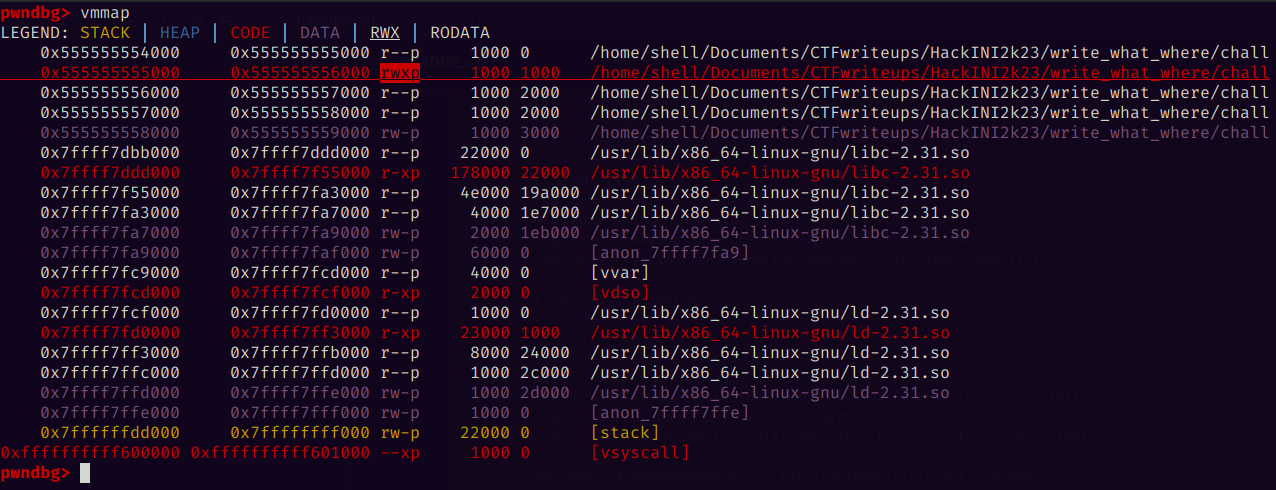 pwndbg> vmmap
LEGEND: STACK | HEAP | CODE | DATA | RWX | RODATA
0x555555554000 0x555555555000 r--p 1000 0 /home/shell/Documents/CTFwriteups/HackINI2k23/write_what_where/chall
0x555555555000 0x555555556000 rwxp 1000 1000 /home/shell/Documents/CTFwriteups/HackINI2k23/write_what_where/chall
0x555555556000 0x555555557000 r--p 1000 2000 /home/shell/Documents/CTFwriteups/HackINI2k23/write_what_where/chall
0x555555557000 0x555555558000 r--p 1000 2000 /home/shell/Documents/CTFwriteups/HackINI2k23/write_what_where/chall
0x555555558000 0x555555559000 rw-p 1000 3000 /home/shell/Documents/CTFwriteups/HackINI2k23/write_what_where/chall
0x7ffff7dbb000 0x7ffff7ddd000 r--p 22000 0 /usr/lib/x86_64-linux-gnu/libc-2.31.so
0x7ffff7ddd000 0x7ffff7f55000 r-xp 178000 22000 /usr/lib/x86_64-linux-gnu/libc-2.31.so
0x7ffff7f55000 0x7ffff7fa3000 r--p 4e000 19a000 /usr/lib/x86_64-linux-gnu/libc-2.31.so
0x7ffff7fa3000 0x7ffff7fa7000 r--p 4000 1e7000 /usr/lib/x86_64-linux-gnu/libc-2.31.so
0x7ffff7fa7000 0x7ffff7fa9000 rw-p 2000 1eb000 /usr/lib/x86_64-linux-gnu/libc-2.31.so
0x7ffff7fa9000 0x7ffff7faf000 rw-p 6000 0 [anon_7ffff7fa9]
0x7ffff7fc9000 0x7ffff7fcd000 r--p 4000 0 [vvar]
0x7ffff7fcd000 0x7ffff7fcf000 r-xp 2000 0 [vdso]
0x7ffff7fcf000 0x7ffff7fd0000 r--p 1000 0 /usr/lib/x86_64-linux-gnu/ld-2.31.so
0x7ffff7fd0000 0x7ffff7ff3000 r-xp 23000 1000 /usr/lib/x86_64-linux-gnu/ld-2.31.so
0x7ffff7ff3000 0x7ffff7ffb000 r--p 8000 24000 /usr/lib/x86_64-linux-gnu/ld-2.31.so
0x7ffff7ffc000 0x7ffff7ffd000 r--p 1000 2c000 /usr/lib/x86_64-linux-gnu/ld-2.31.so
0x7ffff7ffd000 0x7ffff7ffe000 rw-p 1000 2d000 /usr/lib/x86_64-linux-gnu/ld-2.31.so
0x7ffff7ffe000 0x7ffff7fff000 rw-p 1000 0 [anon_7ffff7ffe]
0x7ffffffdd000 0x7ffffffff000 rw-p 22000 0 [stack]
0xffffffffff600000 0xffffffffff601000 --xp 1000 0 [vsyscall]
pwndbg>